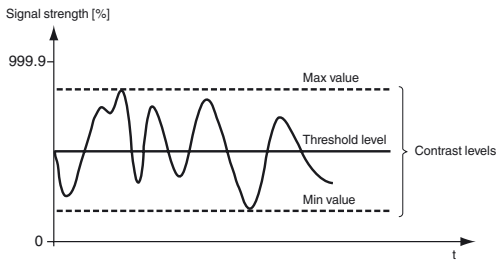 Signal strength [%]
999.9
Max value
Threshold level
Contrast levels
Min value
0
t